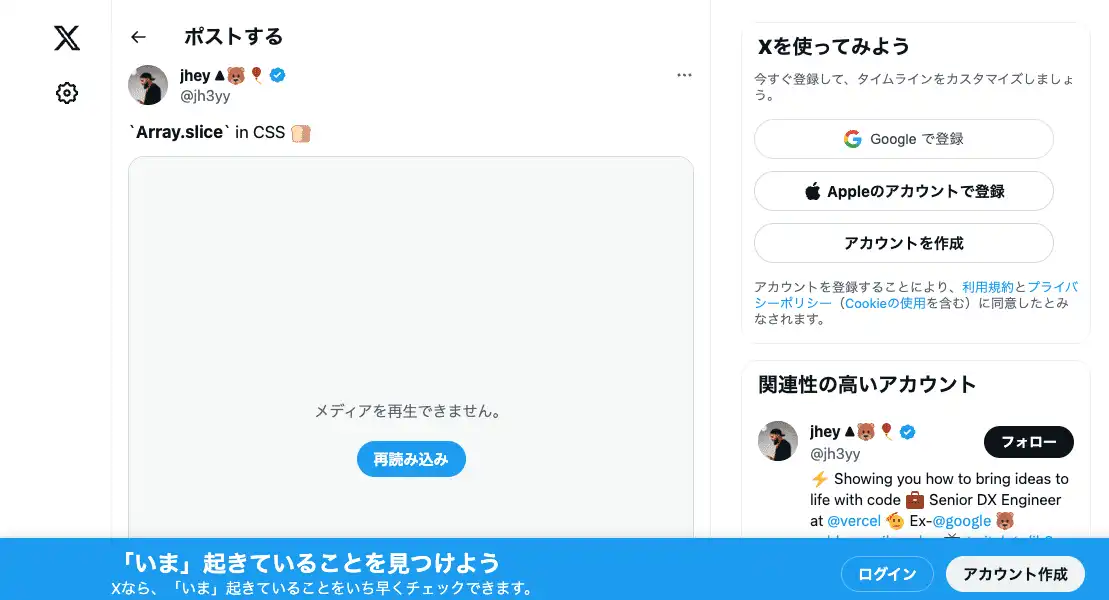 ポストする
jhey
@jh3yy
`Array.slice` in CSS
メディアを再生できません。
再読み込み
Xを使ってみよう
今すぐ登録して、タイムラインをカスタマイズしましょ
う。
Google で登録
Appleのアカウントで登録
アカウントを作成
アカウントを登録することにより、利用規約とプライバ
シーポリシー（Cookieの使用を含む）に同意したとみ
なされます。
関連性の高いアカウント
jhey
@jh3yy
フォロー
⚡ Showing you how to bring ideas to
life with code 💼 Senior DX Engineer
at @vercel 🫡 Ex-@google 🐻
「いま」起きていることを見つけよう
Xなら、「いま」起きていることをいち早くチェックできます。
ログイン
アカウント作成